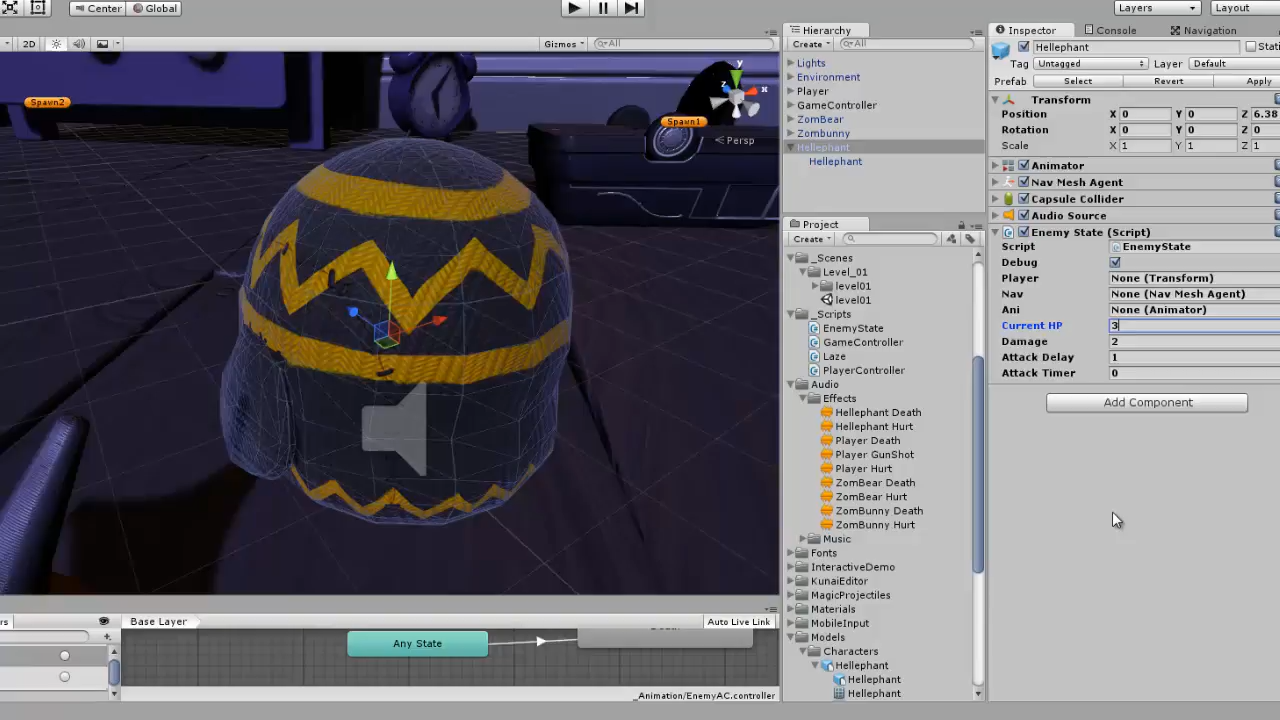 Center
Global
Layers
Layout
2D
Gizmos
All
Spawn2
Spawn1
y
x
z
Persp
Hierarchy
Create
All
Lights
Environment
Player
GameController
ZomBear
Zombunny
Hellephant
Hellephant
Project
Create
_Scenes
Level_01
level01
level01
_Scripts
EnemyState
GameController
Laze
PlayerController
Audio
Effects
Hellephant Death
Hellephant Hurt
Player Death
Player GunShot
Player Hurt
ZomBear Death
ZomBear Hurt
ZomBunny Death
ZomBunny Hurt
Music
Fonts
InteractiveDemo
KunaiEditor
MagicProjectiles
Materials
MobileInput
Models
Characters
Hellephant
Hellephant
Hellephant
Inspector
Console
Navigation
Hellephant
Stati
Tag Untagged Layer Default
Prefab Select Revert Apply
Transform
Position X 0 Y 0 Z 6.38
Rotation X 0 Y 0 Z 0
Scale X 1 Y 1 Z 1
Animator
Nav Mesh Agent
Capsule Collider
Audio Source
Enemy State (Script)
Script EnemyState
Debug
Player None (Transform)
Nav None (Nav Mesh Agent)
Ani None (Animator)
Current HP 3
Damage 2
Attack Delay 1
Attack Timer 0
Add Component
rs
Base Layer
Auto Live Link
Any State
_Animation/EnemyAC.controller